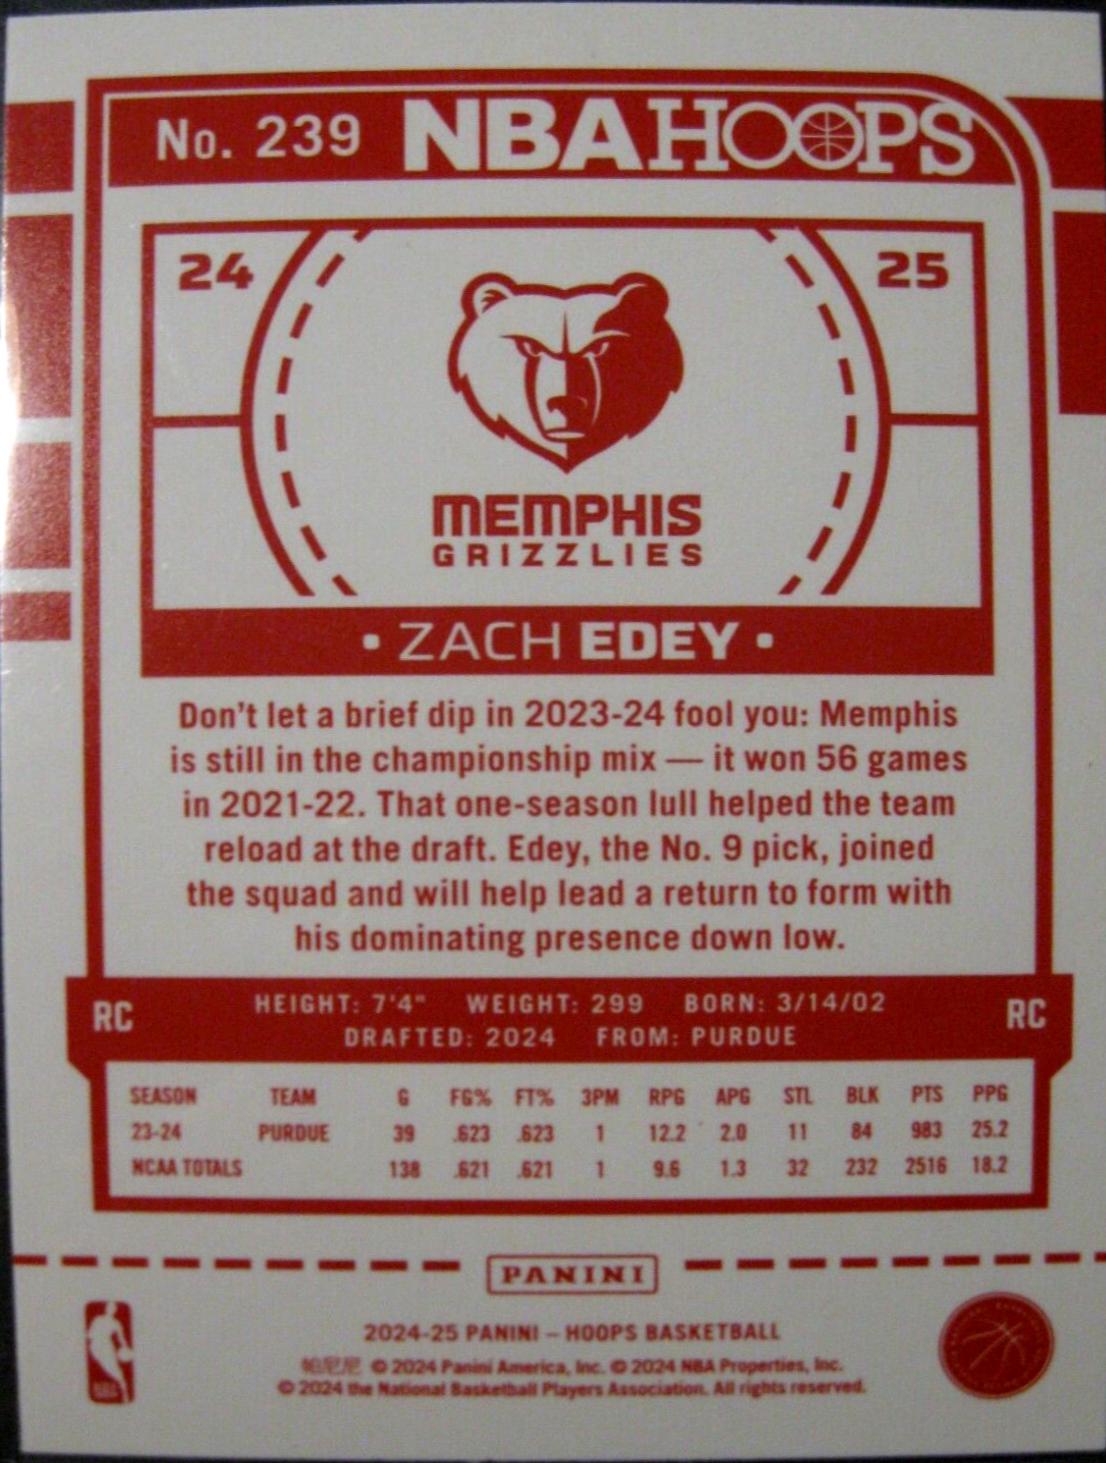 No. 239 NBA HOOPS
24 25
MEMPHIS
GRIZZLIES
• ZACH EDEY •
Don't let a brief dip in 2023-24 fool you: Memphis
is still in the championship mix — it won 56 games
in 2021-22. That one-season lull helped the team
reload at the draft. Edey, the No. 9 pick, joined
the squad and will help lead a return to form with
his dominating presence down low.
RC HEIGHT: 7'4" WEIGHT: 299 BORN: 3/14/02 RC
DRAFTED: 2024 FROM: PURDUE
SEASON TEAM G FG% FT% 3PM RPG APG STL BLK PTS PPG
23-24 PURDUE 39 .623 .623 1 12.2 2.0 11 84 983 25.2
NCAA TOTALS 138 .621 .621 1 9.6 1.3 32 232 2516 18.2
PANINI
2024-25 PANINI – HOOPS BASKETBALL
帕尼尼 © 2024 Panini America, Inc. © 2024 NBA Properties, Inc.
© 2024 the National Basketball Players Association. All rights reserved.
NBA